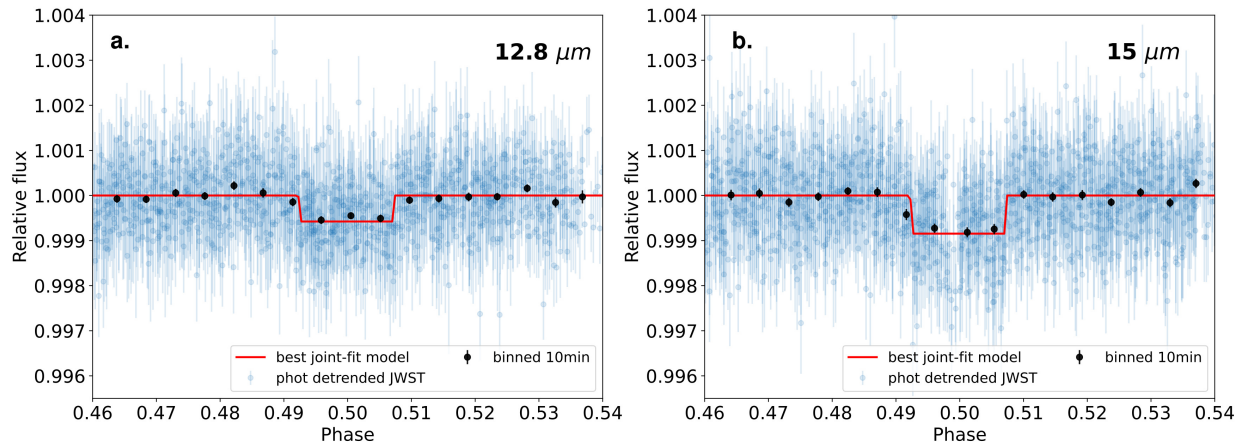 a.
12.8 μm
1.004
1.003
1.002
1.001
1.000
0.999
0.998
0.997
0.996
Relative flux
best joint-fit model
phot detrended JWST
binned 10min
0.46 0.47 0.48 0.49 0.50 0.51 0.52 0.53 0.54
Phase
b.
15 μm
1.004
1.003
1.002
1.001
1.000
0.999
0.998
0.997
0.996
Relative flux
best joint-fit model
phot detrended JWST
binned 10min
0.46 0.47 0.48 0.49 0.50 0.51 0.52 0.53 0.54
Phase